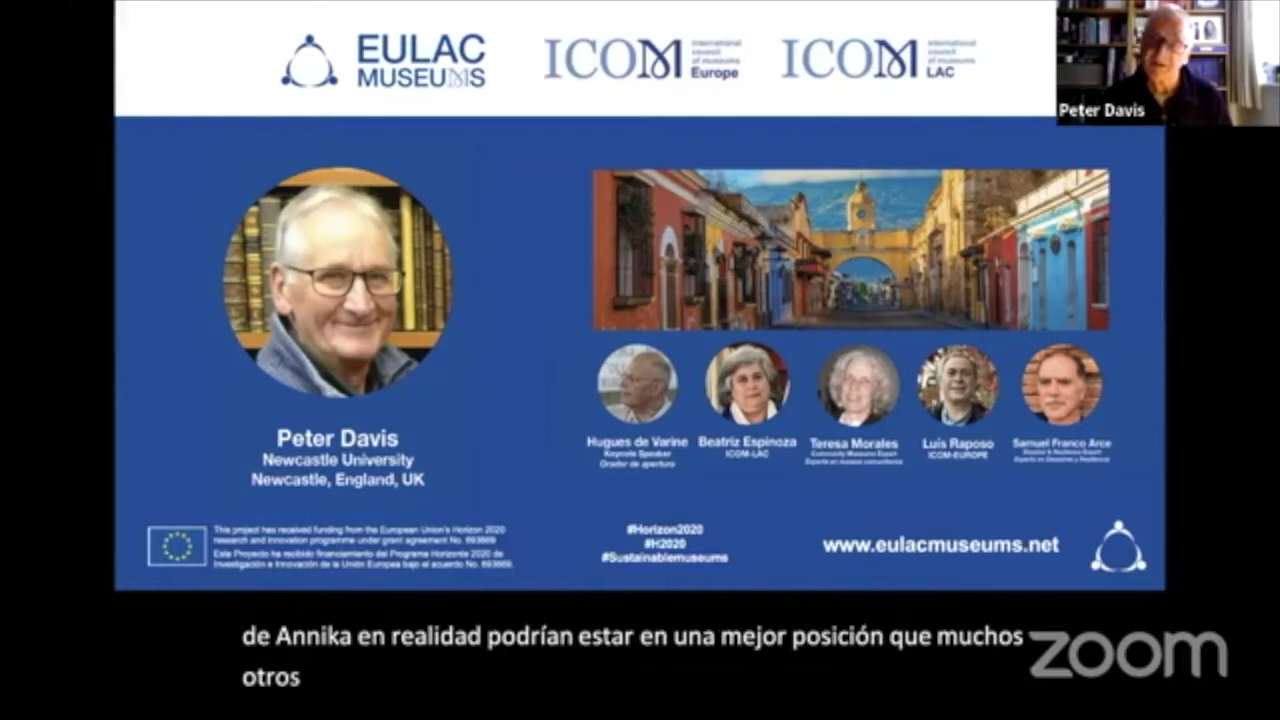 EULAC
MUSEUMS
ICOM
international
council
of museums
Europe
ICOM
international
council
of museums
LAC
Peter Davis
Peter Davis
Newcastle University
Newcastle, England, UK
Hugues de Varine
Keynote Speaker
Orador de apertura
Beatriz Espinoza
ICOM-LAC
Teresa Morales
Community Museums Expert
Experta en museos comunitarios
Luis Raposo
ICOM-EUROPE
Samuel Franco Arce
Disaster & Resilience Expert
Experto en Desastres y Resiliencia
This project has received funding from the European Union's Horizon 2020
research and innovation programme under grant agreement No. 693669
Este Proyecto ha recibido financiamiento del Programa Horizonte 2020 de
Investigación e Innovación de la Unión Europea bajo el acuerdo No. 693669.
#Horizon2020
#H2020
#Sustainablemuseums
www.eulacmuseums.net
de Annika en realidad podrían estar en una mejor posición que muchos
otros
zoom